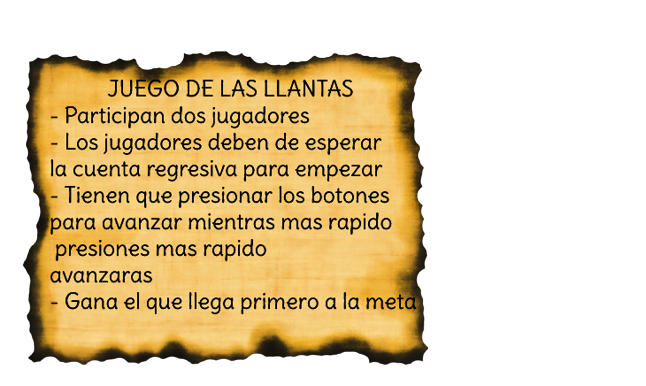 JUEGO DE LAS LLANTAS
- Participan dos jugadores
- Los jugadores deben de esperar
la cuenta regresiva para empezar
- Tienen que presionar los botones
para avanzar mientras mas rapido
presiones mas rapido
avanzaras
- Gana el que llega primero a la meta